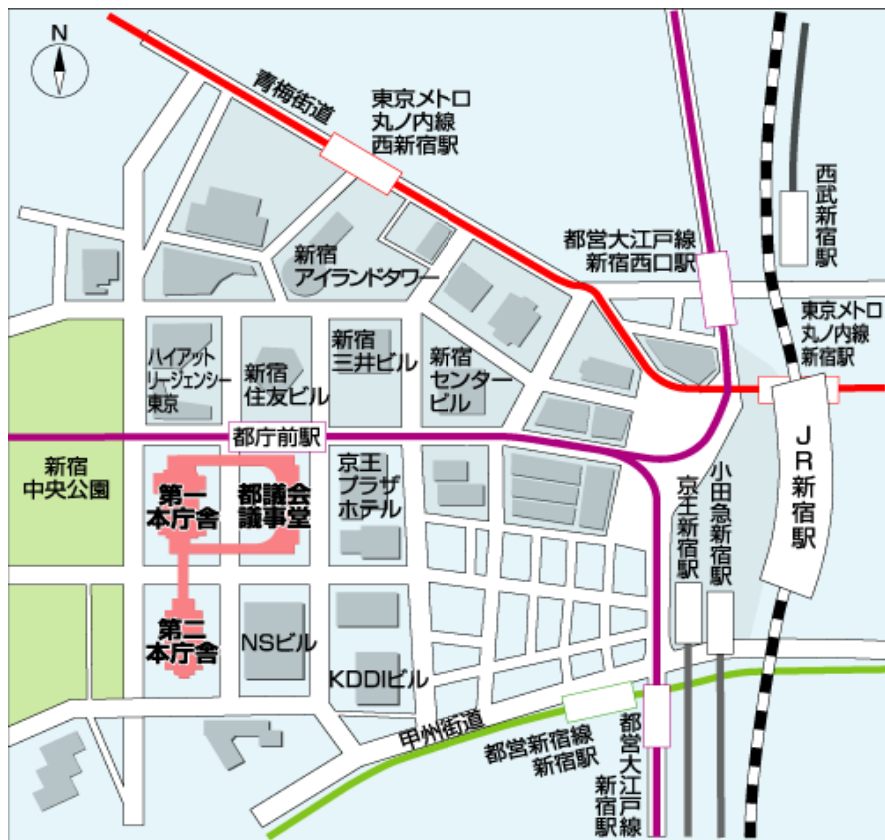 N
青梅街道
東京メトロ
丸ノ内線
西新宿駅
西武新宿駅
都営大江戸線
新宿西口駅
新宿
アイランドタワー
東京メトロ
丸ノ内線
新宿駅
ハイアット
リージェンシー
東京
新宿
住友ビル
新宿
三井ビル
新宿
センター
ビル
都庁前駅
JR新宿駅
新宿
中央公園
第一
本庁舎
都議会
議事堂
京王
プラザ
ホテル
京王新宿駅
小田急新宿駅
第二
本庁舎
NSビル
KDDIビル
甲州街道
都営新宿線
新宿駅
都営大江戸線
新宿駅